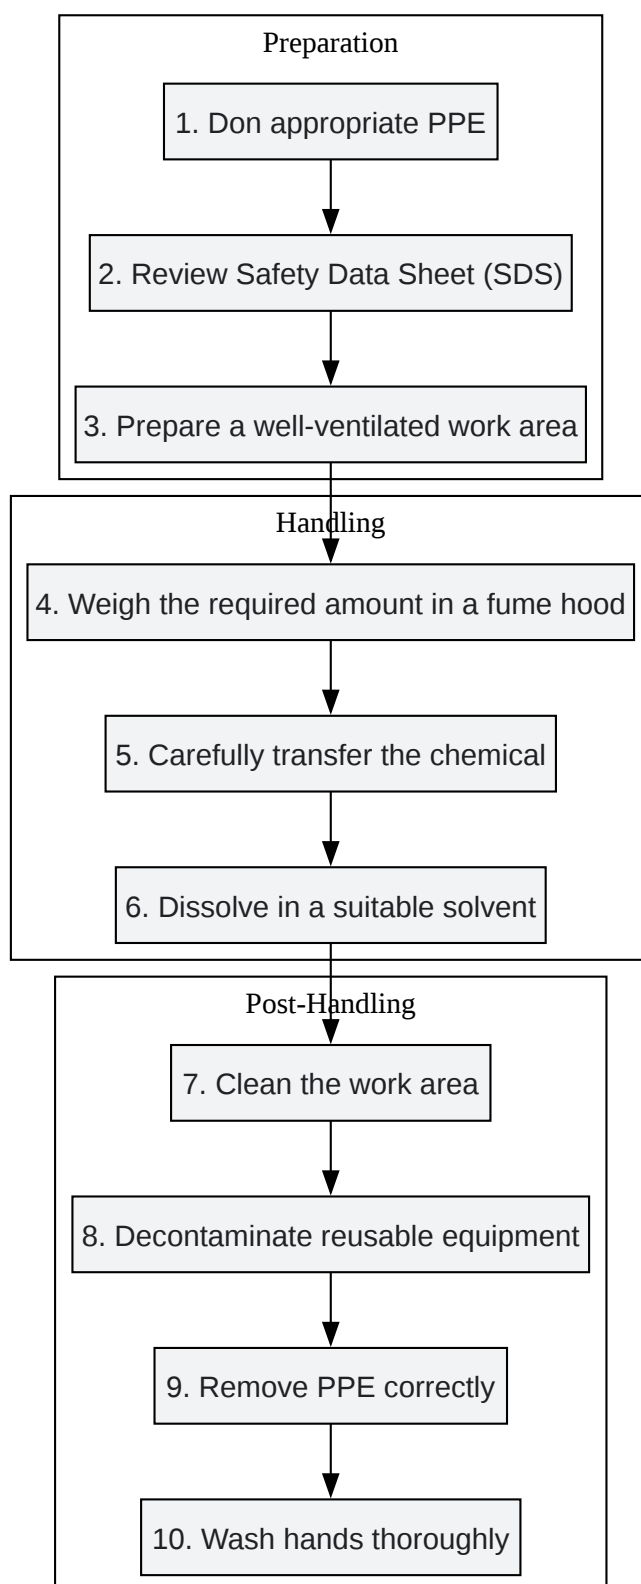 Preparation
1. Don appropriate PPE
2. Review Safety Data Sheet (SDS)
3. Prepare a well-ventilated work area
Handling
4. Weigh the required amount in a fume hood
5. Carefully transfer the chemical
6. Dissolve in a suitable solvent
Post-Handling
7. Clean the work area
8. Decontaminate reusable equipment
9. Remove PPE correctly
10. Wash hands thoroughly